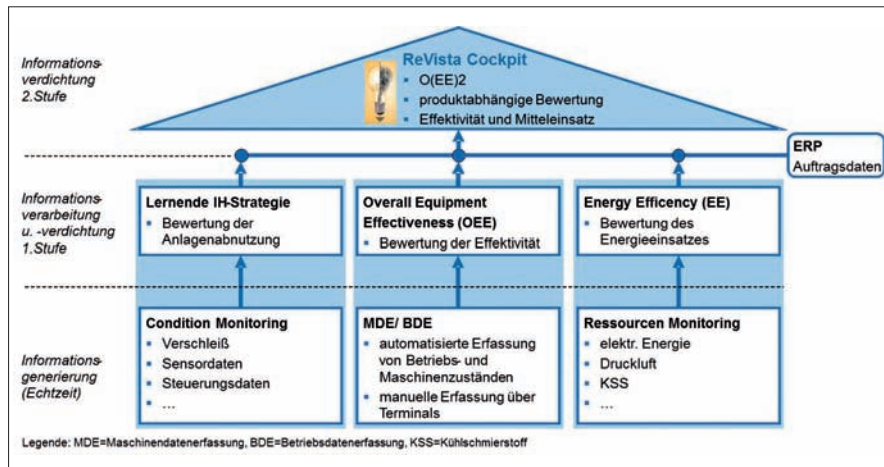 Informations-
verdichtung
2.Stufe
ReVista Cockpit
▪ O(EE)2
▪ produktabhängige Bewertung
▪ Effektivität und Mitteleinsatz
ERP
Auftragsdaten
Informations-
verarbeitung
u. -verdichtung
1.Stufe
Lernende IH-Strategie
▪ Bewertung der
Anlagenabnutzung
Overall Equipment
Effectiveness (OEE)
▪ Bewertung der Effektivität
Energy Efficency (EE)
▪ Bewertung des
Energieeinsatzes
Informations-
generierung
(Echtzeit)
Condition Monitoring
▪ Verschleiß
▪ Sensordaten
▪ Steuerungsdaten
▪ ...
MDE/ BDE
▪ automatisierte Erfassung
von Betriebs- und
Maschinenzuständen
▪ manuelle Erfassung über
Terminals
Ressourcen Monitoring
▪ elektr. Energie
▪ Druckluft
▪ KSS
▪ ...
Legende: MDE=Maschinendatenerfassung, BDE=Betriebsdatenerfassung, KSS=Kühlschmierstoff